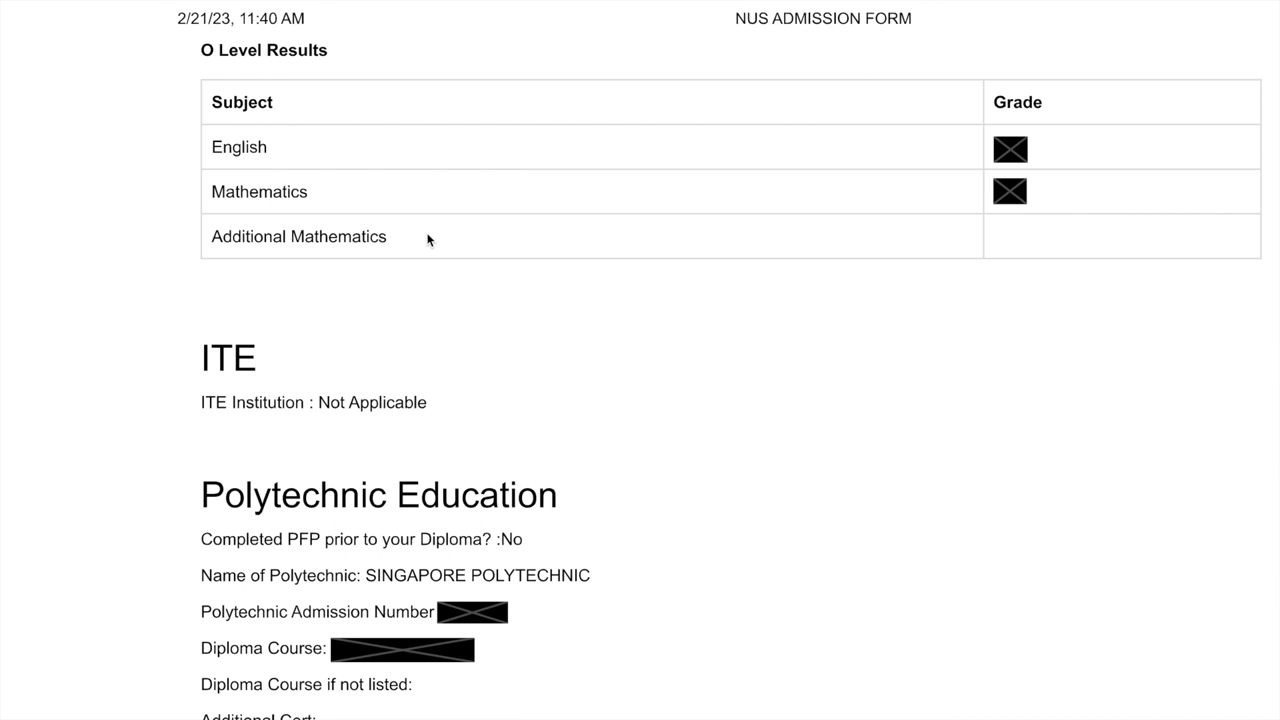 2/21/23, 11:40 AM NUS ADMISSION FORM
O Level Results
Subject Grade
English
Mathematics
Additional Mathematics
ITE
ITE Institution : Not Applicable
Polytechnic Education
Completed PFP prior to your Diploma? :No
Name of Polytechnic: SINGAPORE POLYTECHNIC
Polytechnic Admission Number
Diploma Course:
Diploma Course if not listed:
Additional Cert: